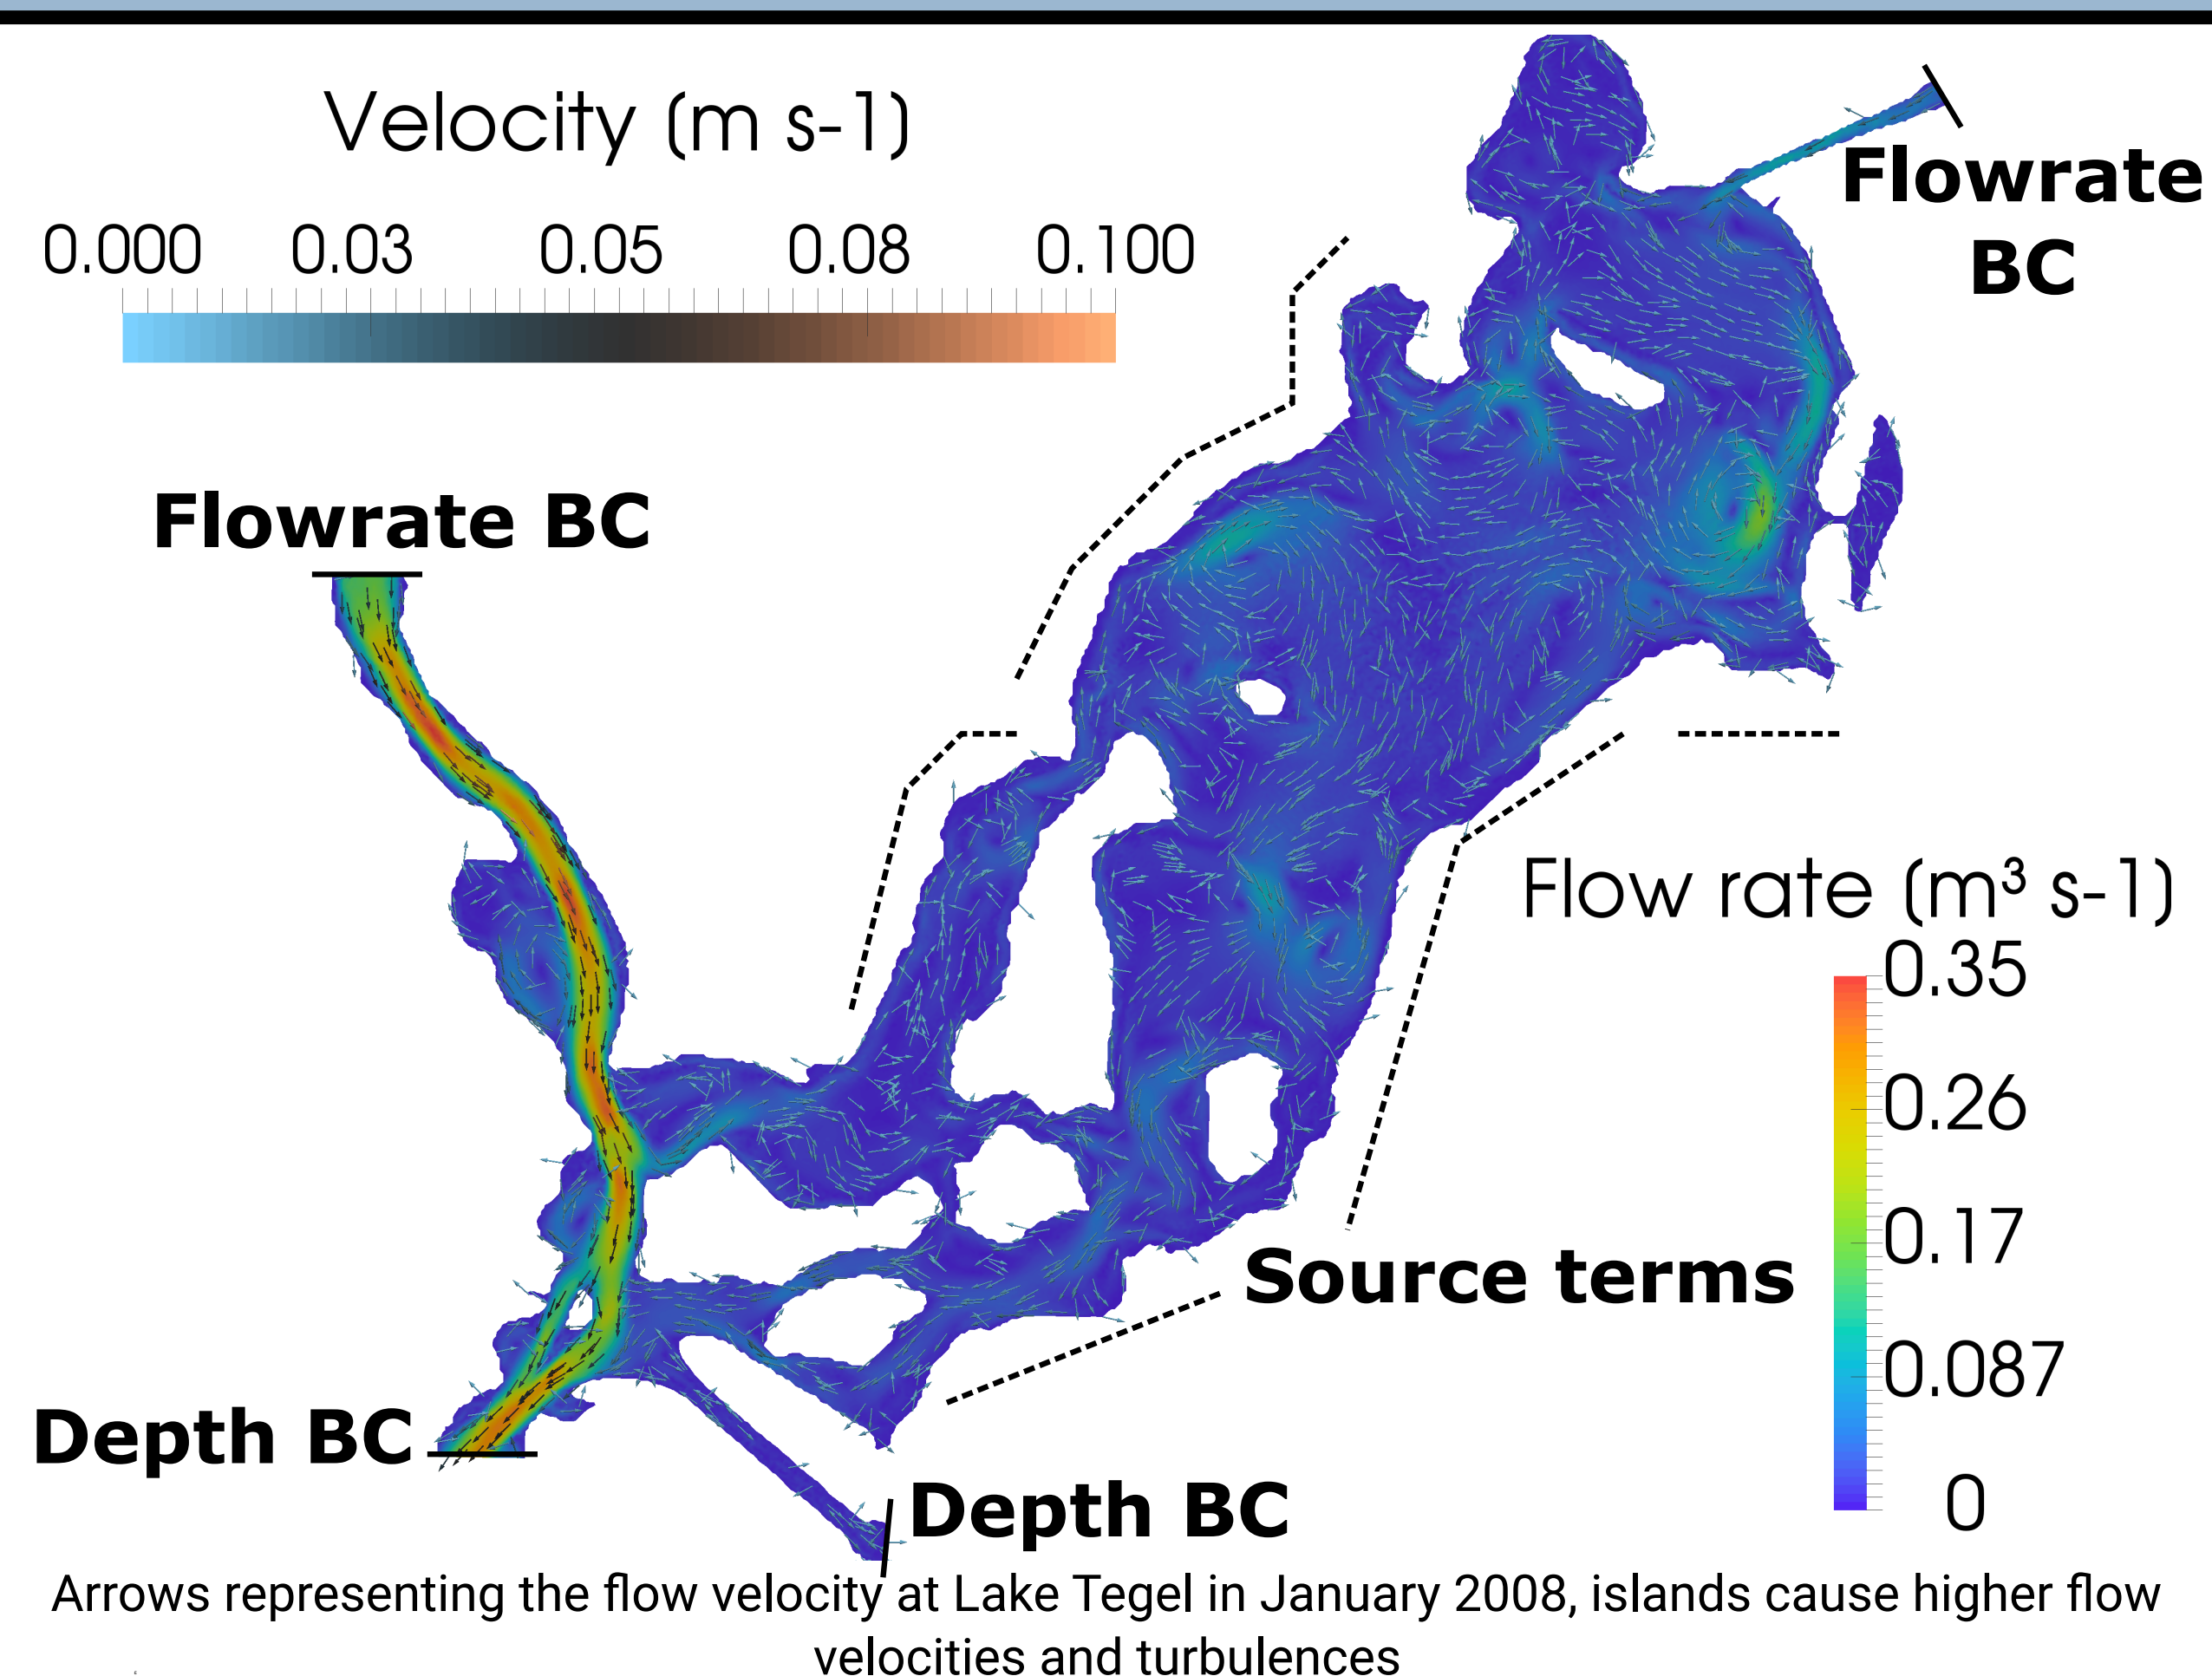 Velocity (m s-1)
0.000 0.03 0.05 0.08 0.100
Flowrate
BC
Flowrate BC
Flow rate (m³ s-1)
0.35
0.26
0.17
0.087
0
Source terms
Depth BC
Depth BC
Arrows representing the flow velocity at Lake Tegel in January 2008, islands cause higher flow
velocities and turbulences